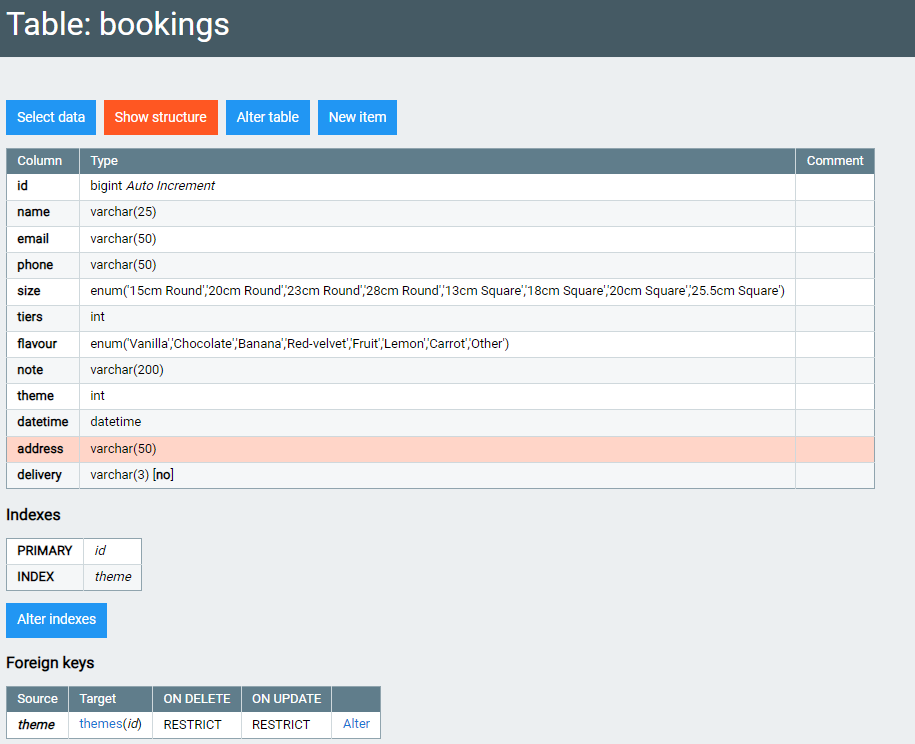 Table: bookings
Select data Show structure Alter table New item
Column Type Comment
id bigint Auto Increment
name varchar(25)
email varchar(50)
phone varchar(50)
size enum('15cm Round','20cm Round','23cm Round','28cm Round','13cm Square','18cm Square','20cm Square','25.5cm Square')
tiers int
flavour enum('Vanilla','Chocolate','Banana','Red-velvet','Fruit','Lemon','Carrot','Other')
note varchar(200)
theme int
datetime datetime
address varchar(50)
delivery varchar(3) [no]
Indexes
PRIMARY id
INDEX theme
Alter indexes
Foreign keys
Source Target ON DELETE ON UPDATE
theme themes(id) RESTRICT RESTRICT Alter